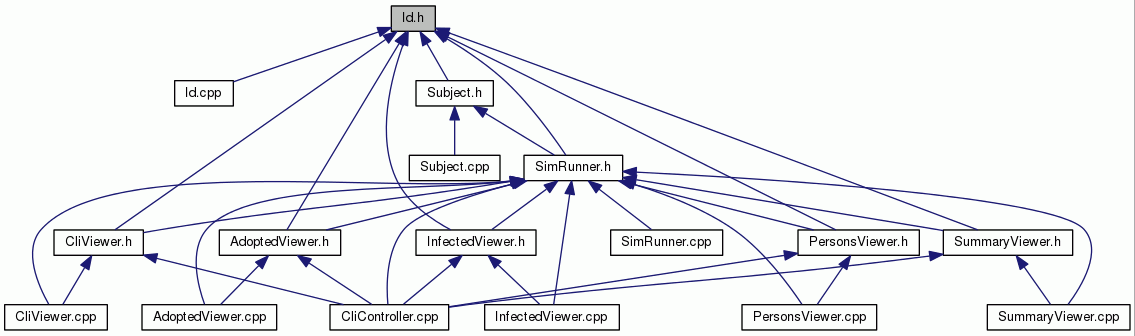 Id.h
Id.cpp
Subject.h
Subject.cpp
SimRunner.h
CliViewer.h
AdoptedViewer.h
InfectedViewer.h
SimRunner.cpp
PersonsViewer.h
SummaryViewer.h
CliViewer.cpp
AdoptedViewer.cpp
CliController.cpp
InfectedViewer.cpp
PersonsViewer.cpp
SummaryViewer.cpp